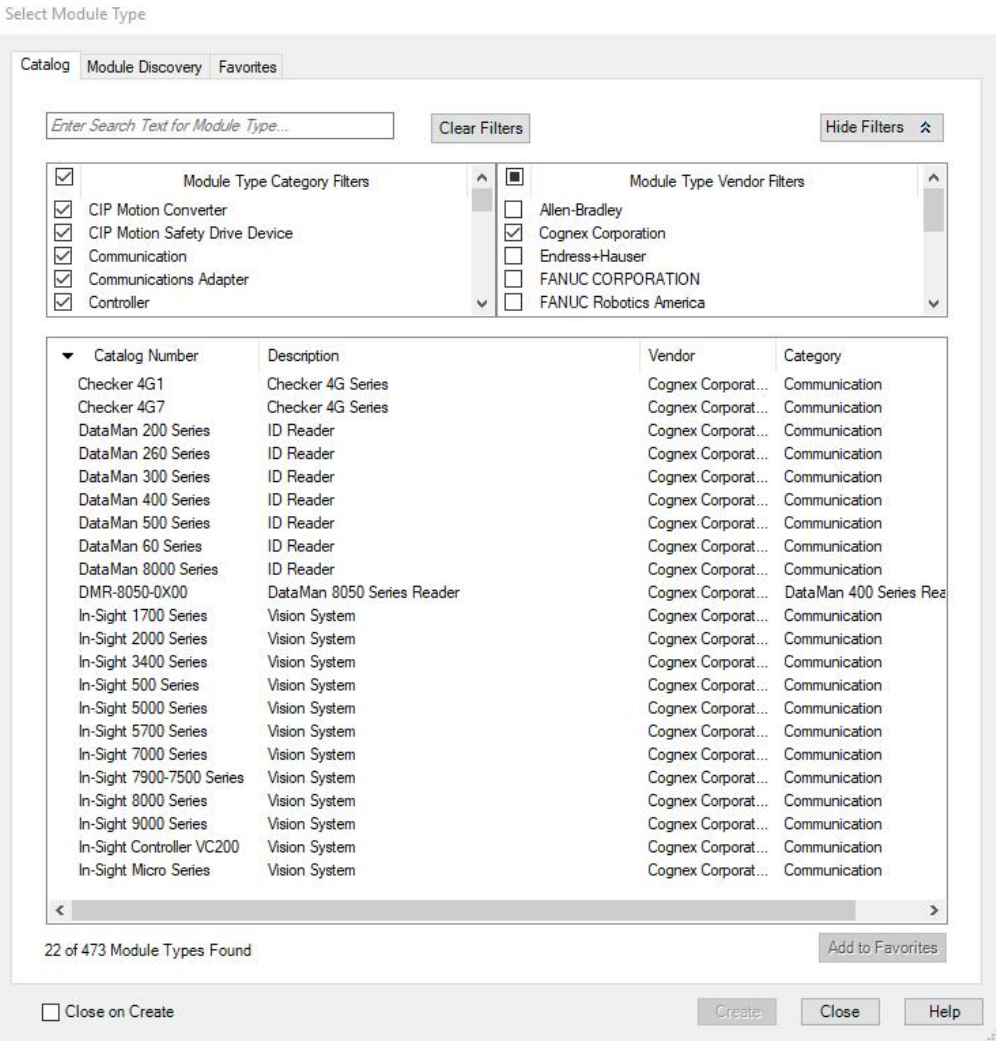 Select Module Type
Catalog Module Discovery Favorites
Enter Search Text for Module Type... Clear Filters Hide Filters
Module Type Category Filters Module Type Vendor Filters
CIP Motion Converter Allen-Bradley
CIP Motion Safety Drive Device Cognex Corporation
Communication Endress+Hauser
Communications Adapter FANUC CORPORATION
Controller FANUC Robotics America
Catalog Number Description Vendor Category
Checker 4G1 Checker 4G Series Cognex Corporat... Communication
Checker 4G7 Checker 4G Series Cognex Corporat... Communication
DataMan 200 Series ID Reader Cognex Corporat... Communication
DataMan 260 Series ID Reader Cognex Corporat... Communication
DataMan 300 Series ID Reader Cognex Corporat... Communication
DataMan 400 Series ID Reader Cognex Corporat... Communication
DataMan 500 Series ID Reader Cognex Corporat... Communication
DataMan 60 Series ID Reader Cognex Corporat... Communication
DataMan 8000 Series ID Reader Cognex Corporat... Communication
DMR-8050-0X00 DataMan 8050 Series Reader Cognex Corporat... DataMan 400 Series Rea
In-Sight 1700 Series Vision System Cognex Corporat... Communication
In-Sight 2000 Series Vision System Cognex Corporat... Communication
In-Sight 3400 Series Vision System Cognex Corporat... Communication
In-Sight 500 Series Vision System Cognex Corporat... Communication
In-Sight 5000 Series Vision System Cognex Corporat... Communication
In-Sight 5700 Series Vision System Cognex Corporat... Communication
In-Sight 7000 Series Vision System Cognex Corporat... Communication
In-Sight 7900-7500 Series Vision System Cognex Corporat... Communication
In-Sight 8000 Series Vision System Cognex Corporat... Communication
In-Sight 9000 Series Vision System Cognex Corporat... Communication
In-Sight Controller VC200 Vision System Cognex Corporat... Communication
In-Sight Micro Series Vision System Cognex Corporat... Communication
22 of 473 Module Types Found Add to Favorites
Close on Create Create Close Help